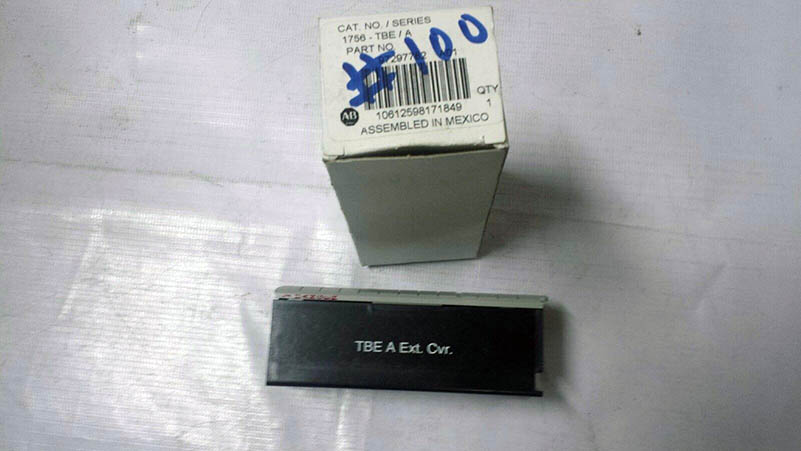 CAT. NO. / SERIES
1756 - TBE / A
PART NO.
#100
QTY
1
10612598171849
AB
ASSEMBLED IN MEXICO
TBE A Ext. Cvr.